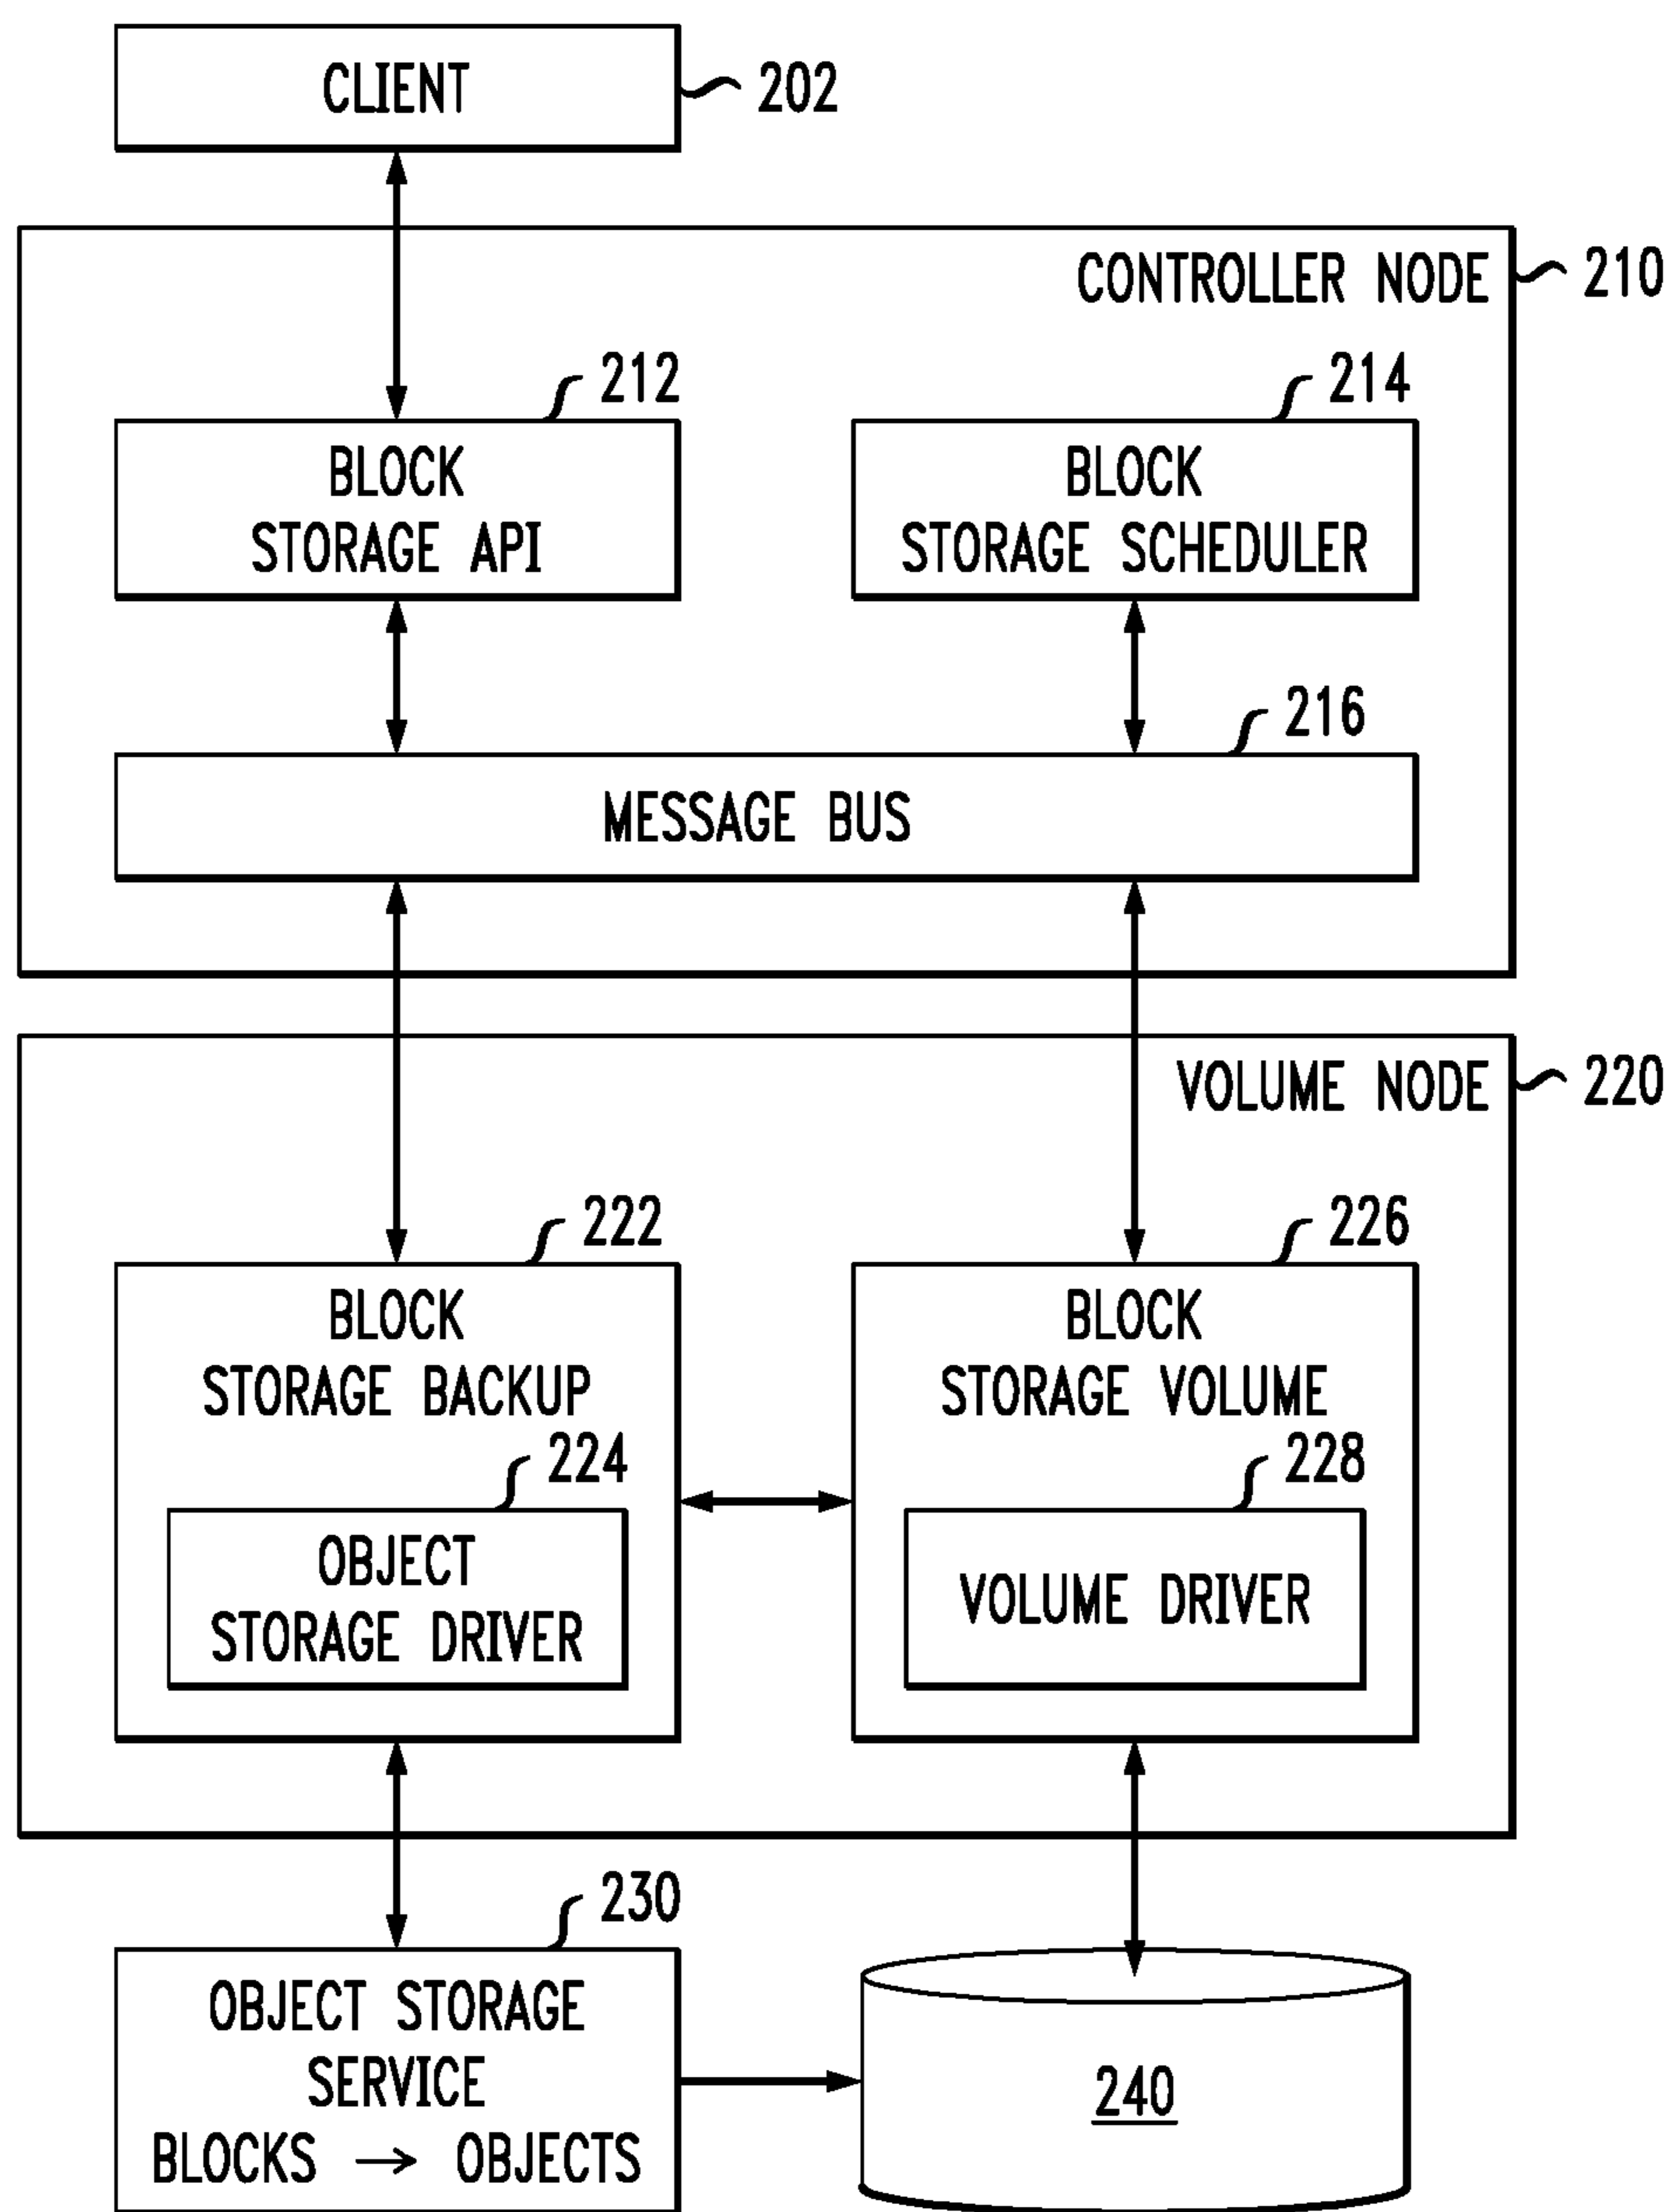 CLIENT
202
CONTROLLER NODE
210
212
214
BLOCK
STORAGE API
BLOCK
STORAGE SCHEDULER
216
MESSAGE BUS
VOLUME NODE
220
222
226
BLOCK
STORAGE BACKUP
BLOCK
STORAGE VOLUME
224
228
OBJECT
STORAGE DRIVER
VOLUME DRIVER
230
OBJECT STORAGE
SERVICE
BLOCKS → OBJECTS
240